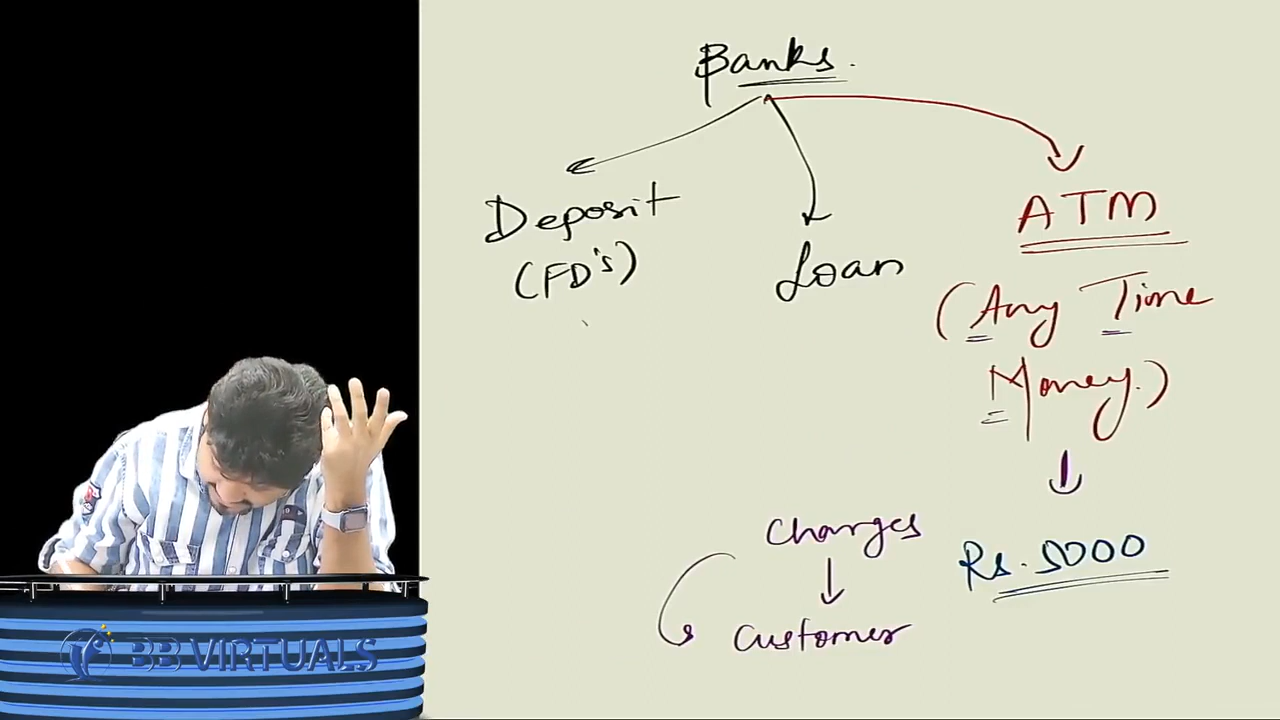 Banks.
Deposit
(FD's)
Loan
ATM
(Any Time
Money.)
Rs. 5000
Charges
Customer
BB VIRTUALS